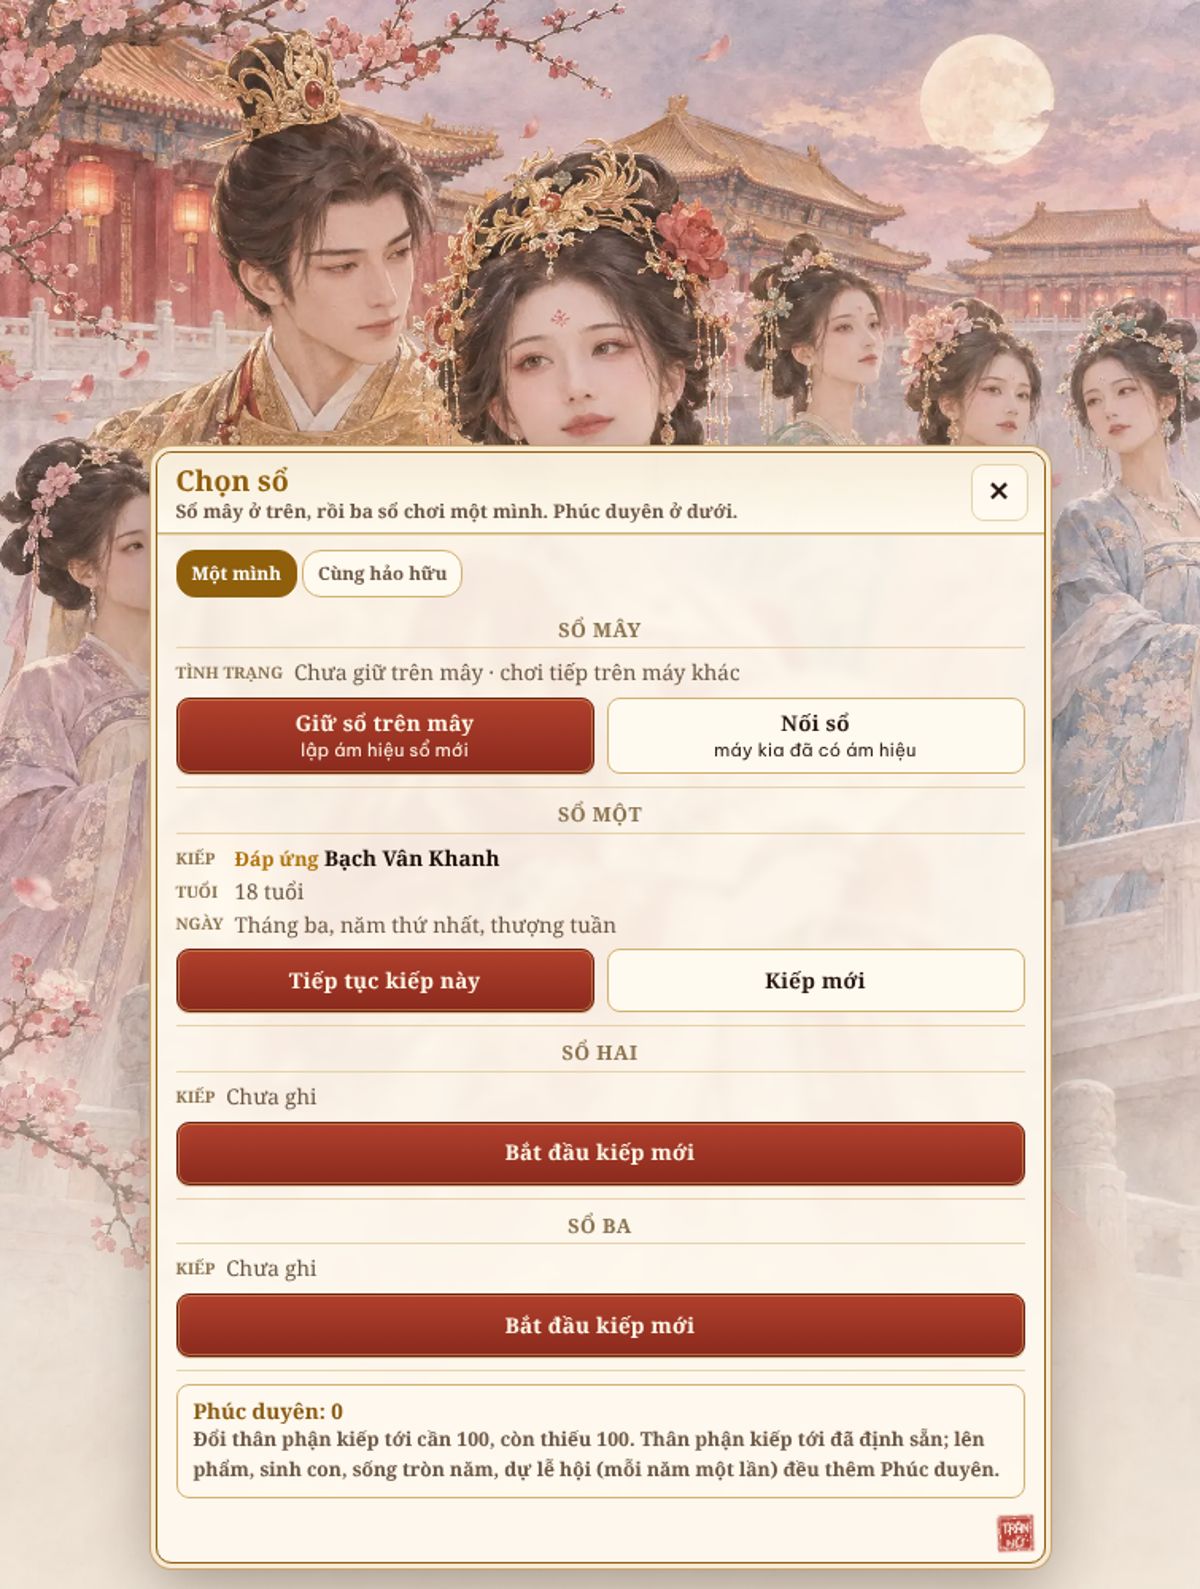 Chọn sổ
Sổ mây ở trên, rồi ba sổ chơi một mình. Phúc duyên ở dưới.
Một mình
Cùng hảo hữu
SỔ MÂY
TÌNH TRẠNG Chưa giữ trên mây · chơi tiếp trên máy khác
Giữ sổ trên mây
lập ám hiệu sổ mới
Nối sổ
máy kia đã có ám hiệu
SỔ MỘT
KIẾP Đáp ứng Bạch Vân Khanh
TUỔI 18 tuổi
NGÀY Tháng ba, năm thứ nhất, thượng tuần
Tiếp tục kiếp này
Kiếp mới
SỔ HAI
KIẾP Chưa ghi
Bắt đầu kiếp mới
SỔ BA
KIẾP Chưa ghi
Bắt đầu kiếp mới
Phúc duyên: 0
Đổi thân phận kiếp tới cần 100, còn thiếu 100. Thân phận kiếp tới đã định sẵn; lên
phẩm, sinh con, sống tròn năm, dự lễ hội (mỗi năm một lần) đều thêm Phúc duyên.